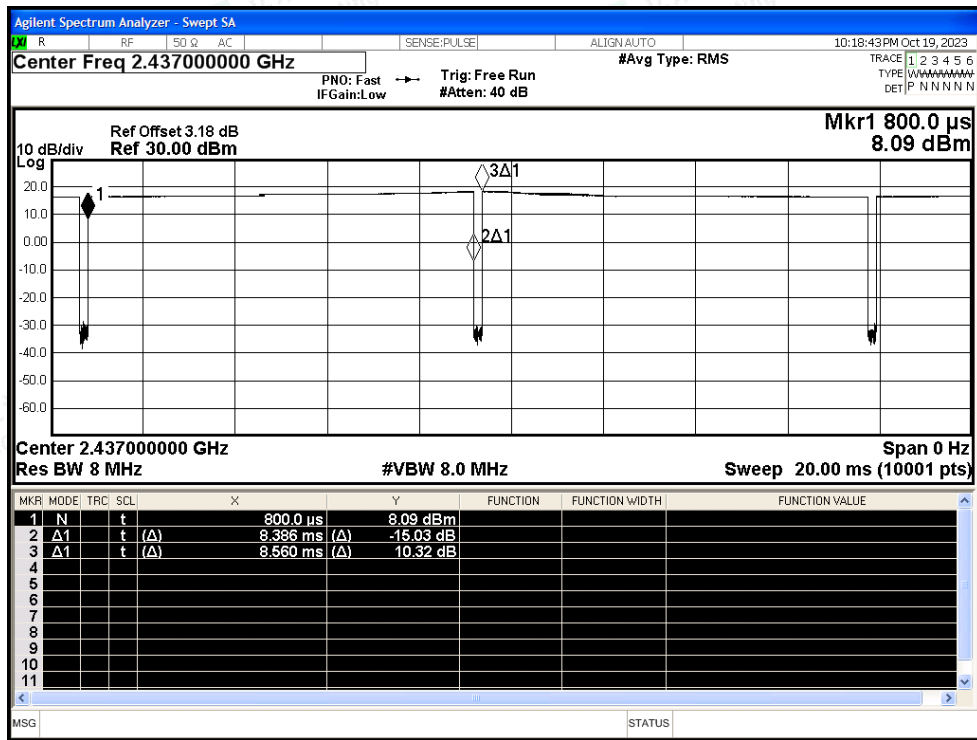 Agilent Spectrum Analyzer - Swept SA
LXI R RF 50 Ω AC SENSE:PULSE ALIGN AUTO 10:18:43 PM Oct 19, 2023
Center Freq 2.437000000 GHz #Avg Type: RMS TRACE 1 2 3 4 5 6
PNO: Fast Trig: Free Run TYPE WWWWWW
IFGain:Low #Atten: 40 dB DET P N N N N N
Mkr1 800.0 µs
Ref Offset 3.18 dB
10 dB/div Ref 30.00 dBm 8.09 dBm
Log
20.0
10.0
0.00
-10.0
-20.0
-30.0
-40.0
-50.0
-60.0
1
3Δ1
2Δ1
Center 2.437000000 GHz Span 0 Hz
Res BW 8 MHz #VBW 8.0 MHz Sweep 20.00 ms (10001 pts)
MKR MODE TRC SCL X Y FUNCTION FUNCTION WIDTH FUNCTION VALUE
1 N t 800.0 µs 8.09 dBm
2 Δ1 t (Δ) 8.386 ms (Δ) -15.03 dB
3 Δ1 t (Δ) 8.560 ms (Δ) 10.32 dB
4
5
6
7
8
9
10
11
MSG STATUS